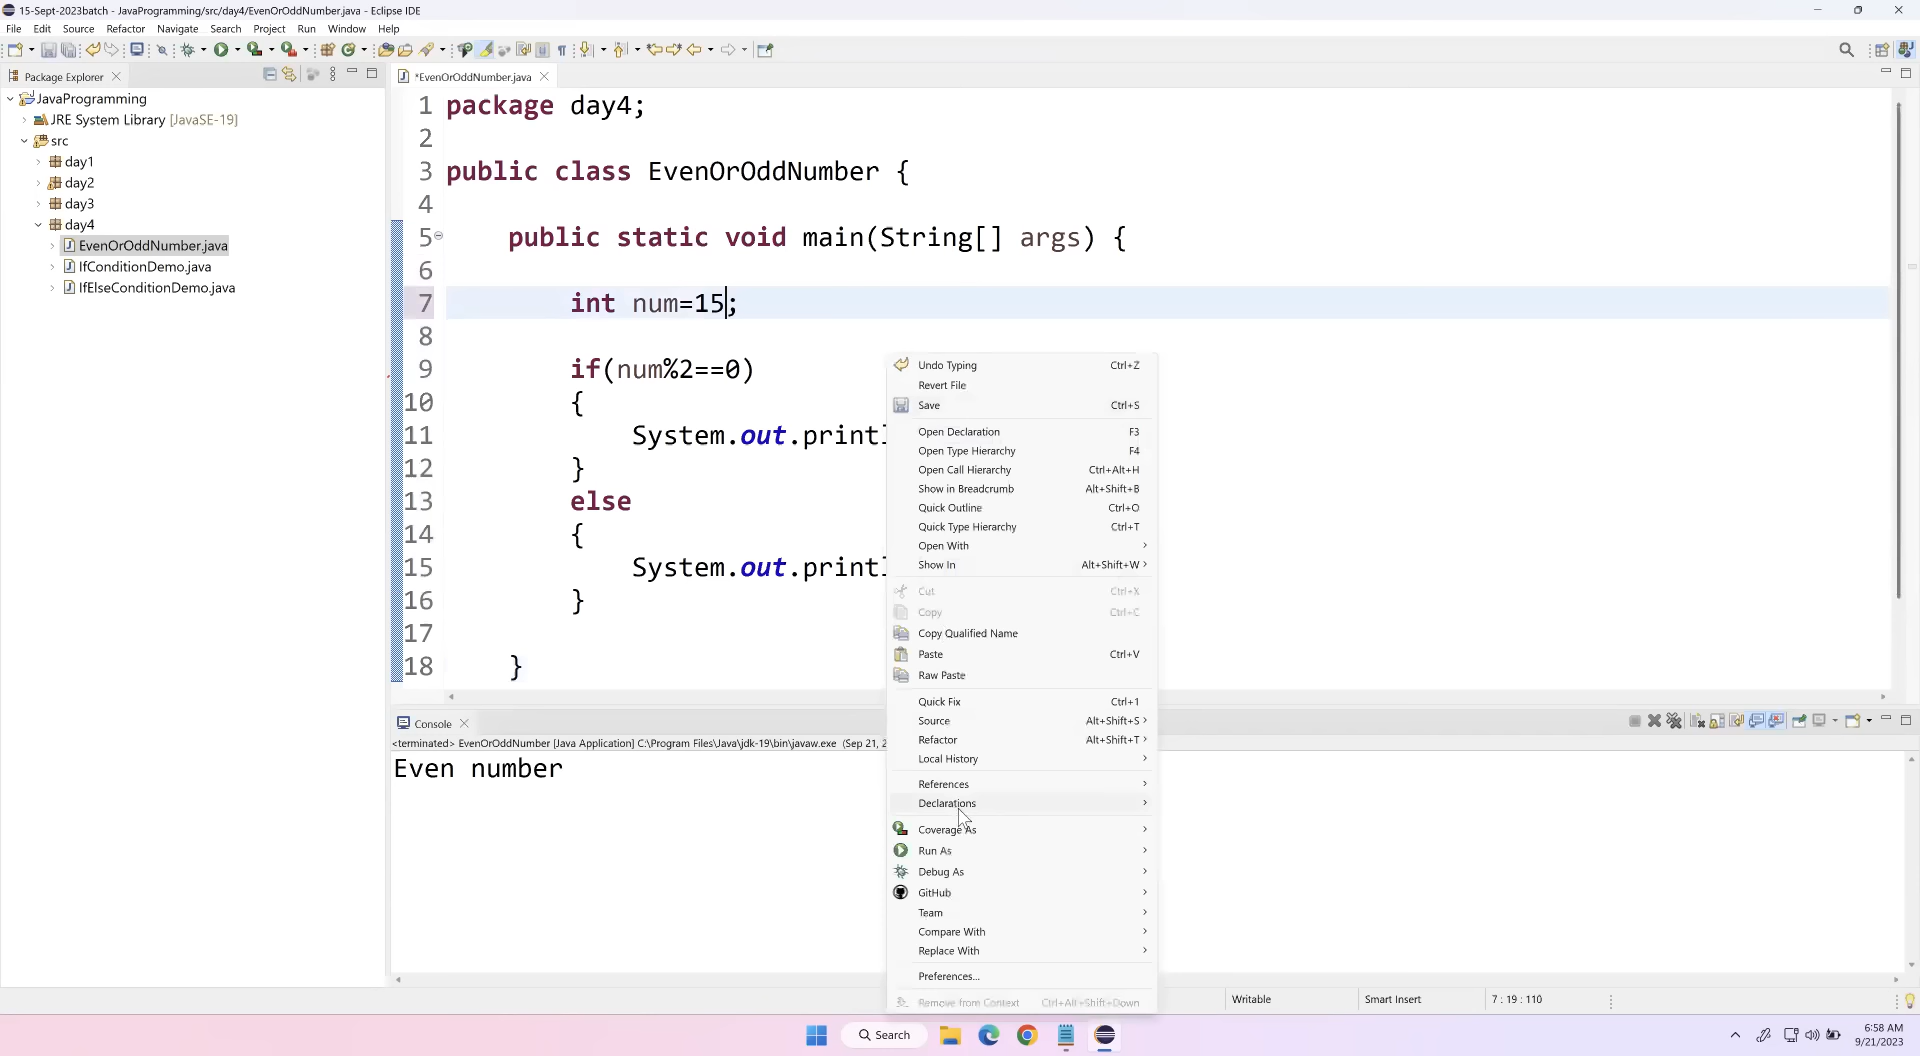 15-Sept-2023batch - JavaProgramming/src/day4/EvenOrOddNumber.java - Eclipse IDE
File Edit Source Refactor Navigate Search Project Run Window Help
Package Explorer
*EvenOrOddNumber.java
JavaProgramming
JRE System Library [JavaSE-19]
src
day1
day2
day3
day4
EvenOrOddNumber.java
IfConditionDemo.java
IfElseConditionDemo.java
1 package day4;
2
3 public class EvenOrOddNumber {
4
5 public static void main(String[] args) {
6
7 int num=15;
8
9 if(num%2==0)
10 {
11 System.out.printl
12 }
13 else
14 {
15 System.out.printl
16 }
17
18 }
Undo Typing Ctrl+Z
Revert File
Save Ctrl+S
Open Declaration F3
Open Type Hierarchy F4
Open Call Hierarchy Ctrl+Alt+H
Show in Breadcrumb Alt+Shift+B
Quick Outline Ctrl+O
Quick Type Hierarchy Ctrl+T
Open With
Show In Alt+Shift+W
Cut Ctrl+X
Copy Ctrl+C
Copy Qualified Name
Paste Ctrl+V
Raw Paste
Quick Fix Ctrl+1
Source Alt+Shift+S
Refactor Alt+Shift+T
Local History
References
Declarations
Coverage As
Run As
Debug As
GitHub
Team
Compare With
Replace With
Preferences...
Remove from Context Ctrl+Alt+Shift+Down
Console
<terminated> EvenOrOddNumber [Java Application] C:\Program Files\Java\jdk-19\bin\javaw.exe (Sep 21, 2
Even number
Writable Smart Insert 7 : 19 : 110
Search
6:58 AM
9/21/2023